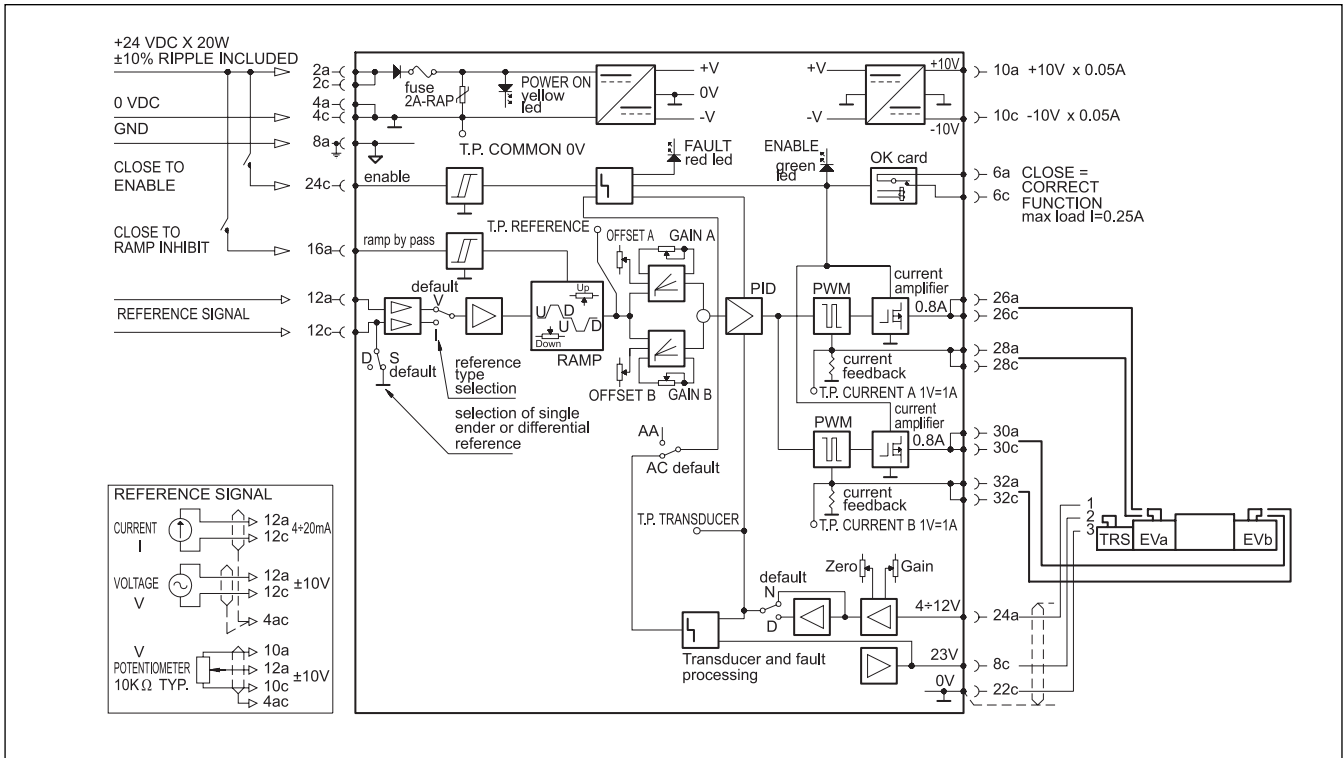 +24 VDC X 20W
±10% RIPPLE INCLUDED
0 VDC
GND
CLOSE TO
ENABLE
CLOSE TO
RAMP INHIBIT
REFERENCE SIGNAL
2a
2c
4a
4c
8a
24c
16a
12a
12c
fuse
2A-RAP
POWER ON
yellow
led
+V
0V
-V
T.P. COMMON 0V
+V
-V
+10V
-10V
10a +10V x 0.05A
10c -10V x 0.05A
FAULT
red led
ENABLE
green
led
OK card
6a
6c
CLOSE =
CORRECT
FUNCTION
max load I=0.25A
enable
ramp by pass
T.P. REFERENCE
OFFSET A
GAIN A
default
V
I
D
S
default
reference
type
selection
selection of single
ender or differential
reference
Up
U D
U D
Down
RAMP
OFFSET B
GAIN B
PID
PWM
current
amplifier
0.8A
26a
26c
28a
28c
current
feedback
T.P. CURRENT A 1V=1A
PWM
current
amplifier
0.8A
30a
30c
32a
32c
current
feedback
T.P. CURRENT B 1V=1A
AA
AC default
T.P. TRANSDUCER
default
N
D
Zero
Gain
4÷12V
24a
23V
8c
0V
22c
Transducer and fault
processing
1
2
3
TRS
EVa
EVb
REFERENCE SIGNAL
CURRENT
I
12a
12c
4÷20mA
VOLTAGE
V
12a
12c
±10V
4ac
V
POTENTIOMETER
10KΩ TYP.
10a
12a
10c
4ac
±10V